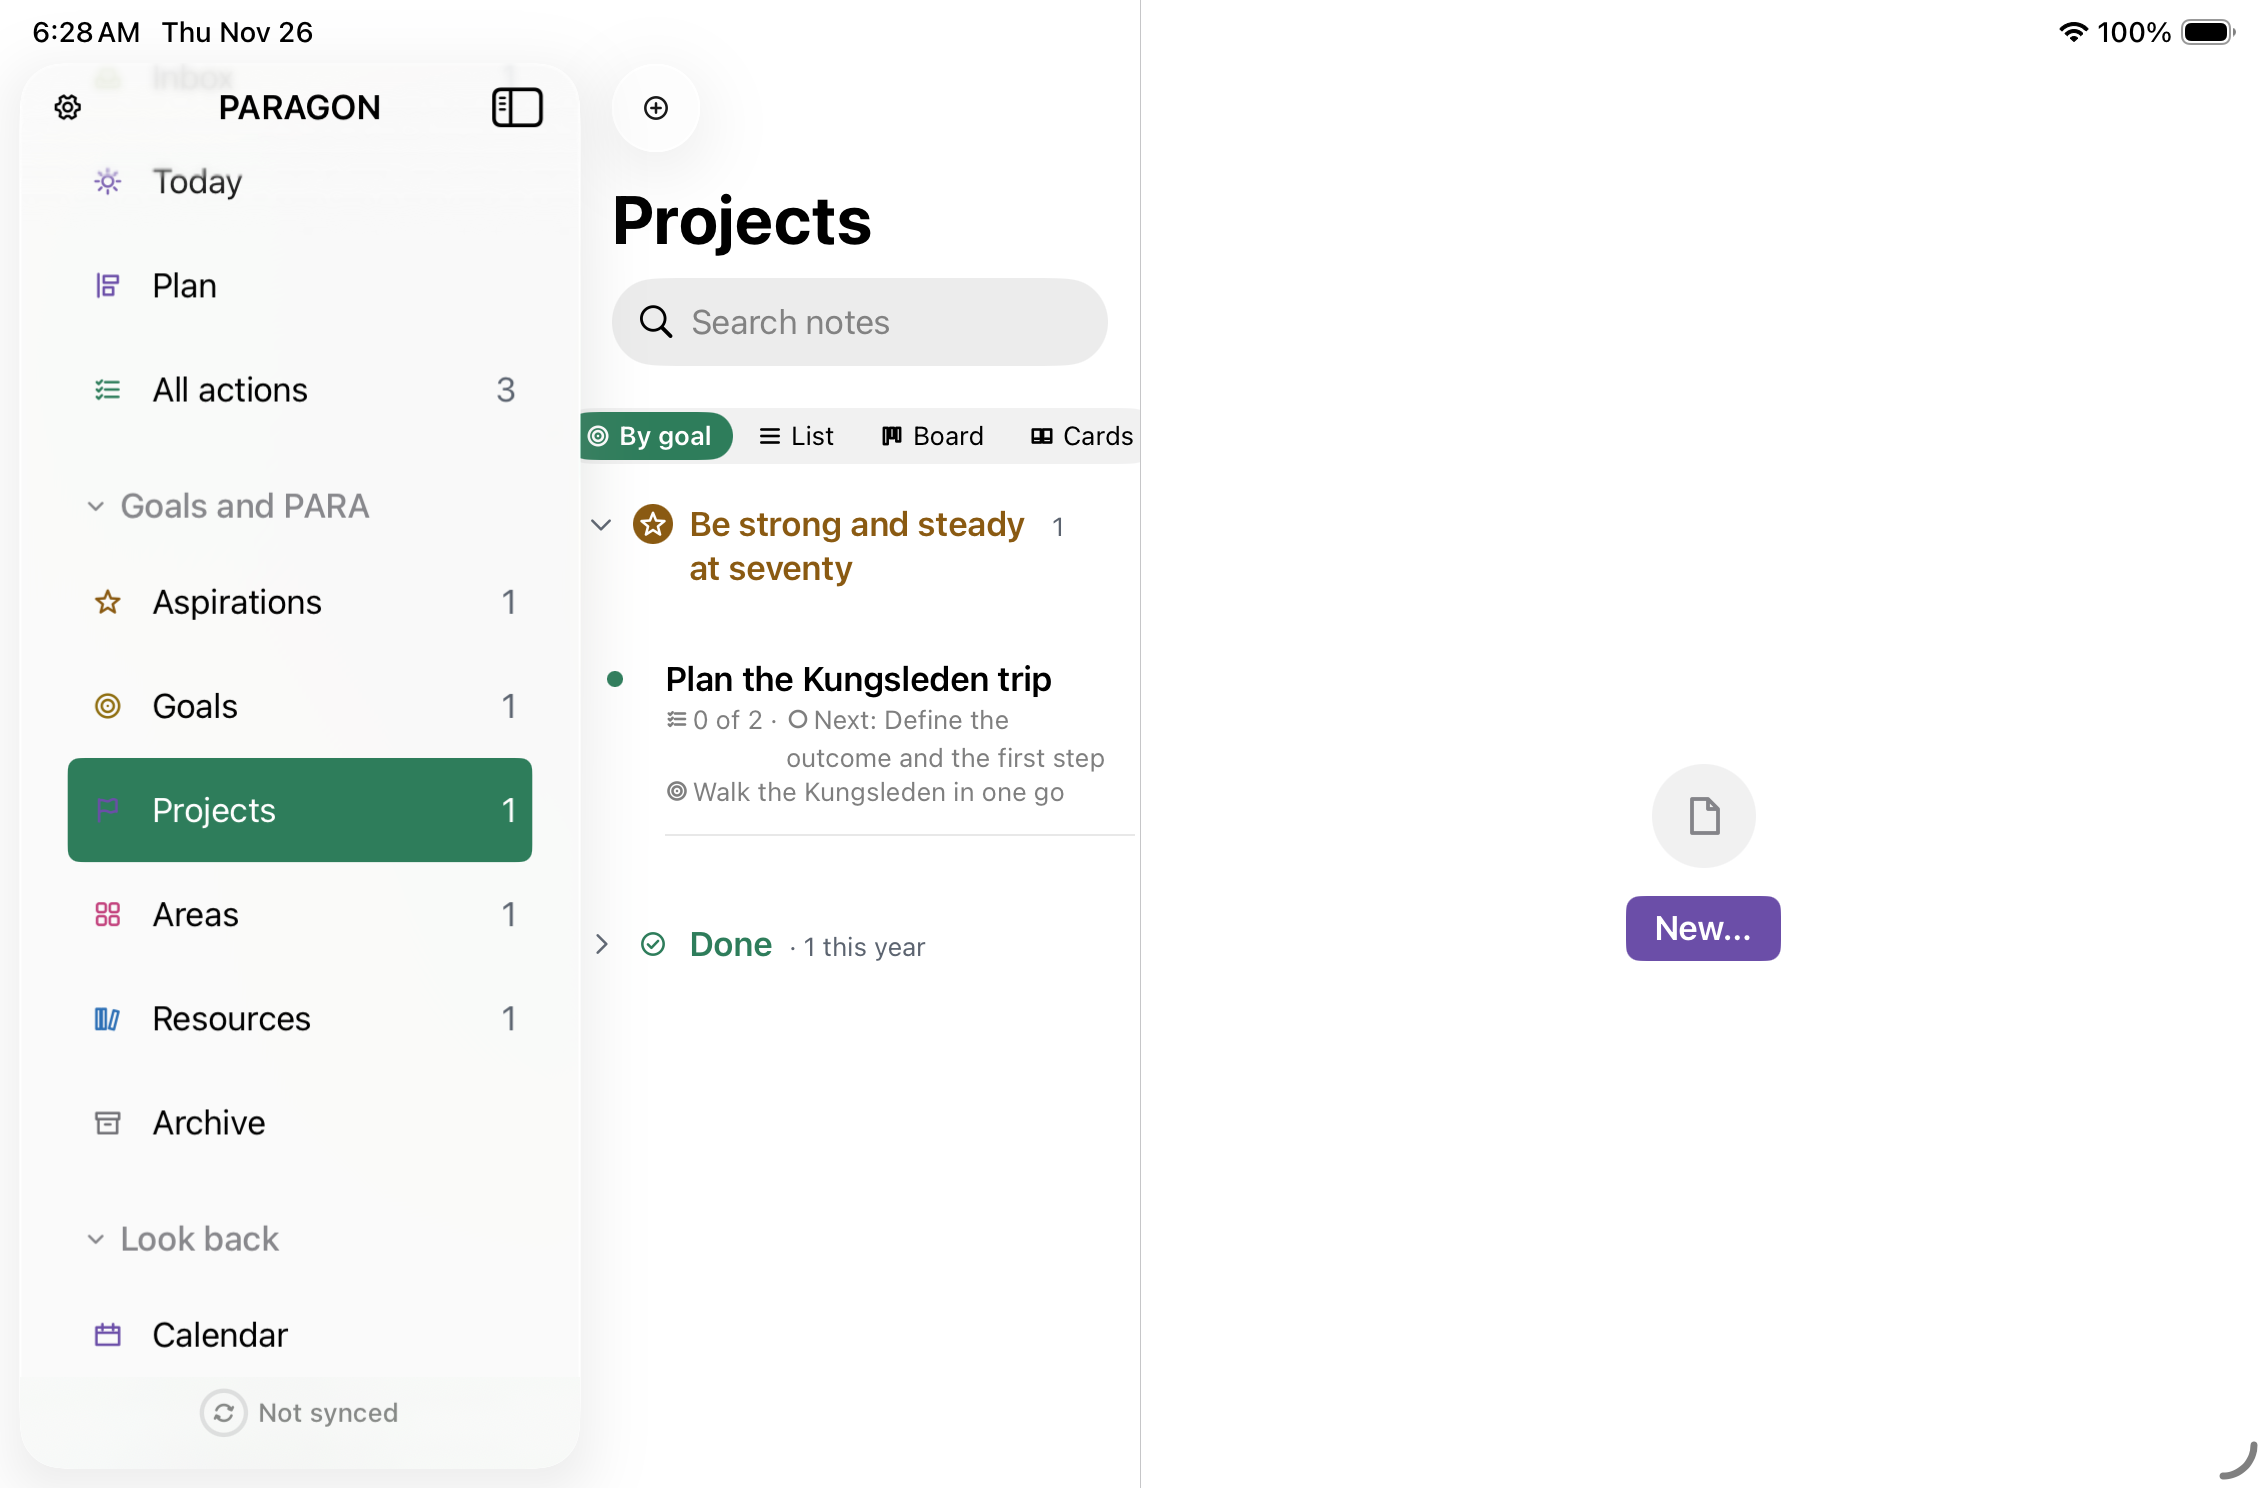 6:28 AM Thu Nov 26
100%
Inbox 1
PARAGON
Today
Plan
All actions 3
Goals and PARA
Aspirations 1
Goals 1
Projects 1
Areas 1
Resources 1
Archive
Look back
Calendar
Not synced
Projects
Search notes
By goal List Board Cards
Be strong and steady 1
at seventy
Plan the Kungsleden trip
0 of 2 · Next: Define the
outcome and the first step
Walk the Kungsleden in one go
Done · 1 this year
New...